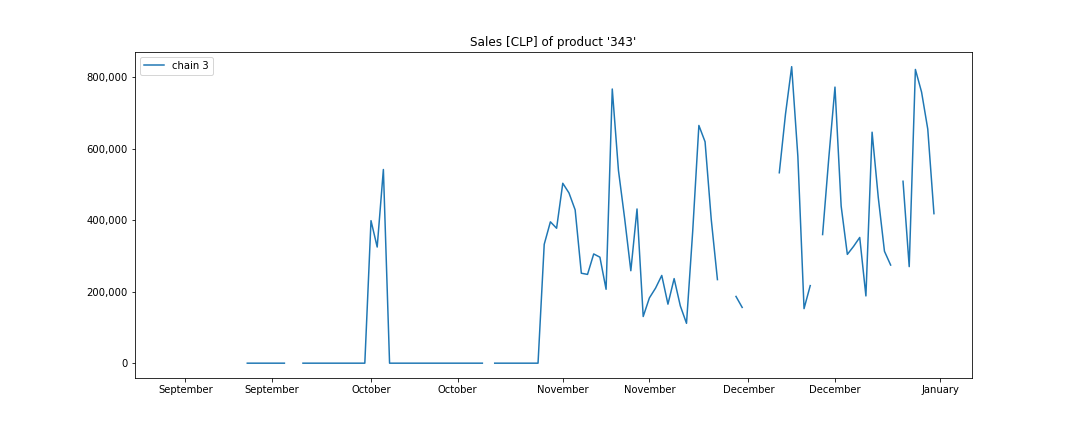 Sales [CLP] of product '343'
chain 3
800,000
600,000
400,000
200,000
0
September September October October November November December December January